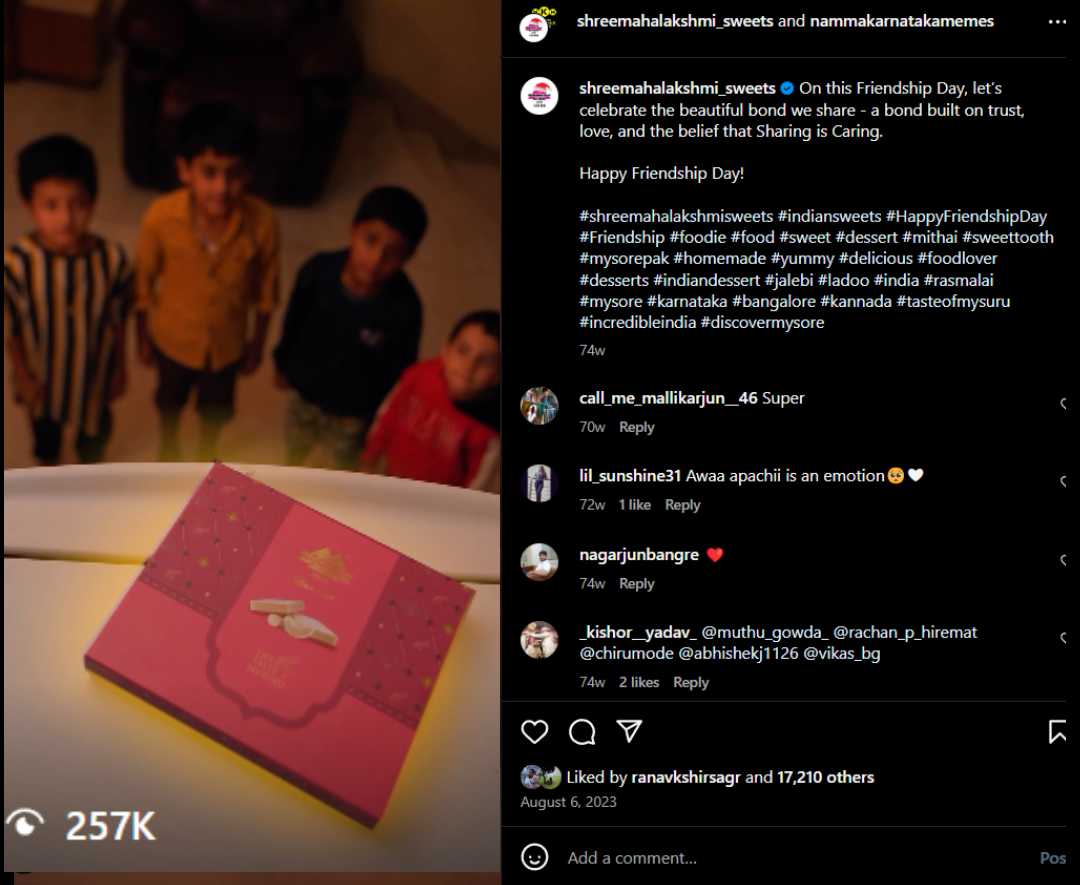 shreemahalakshmi_sweets and nammakarnatakamemes
shreemahalakshmi_sweets On this Friendship Day, let's
celebrate the beautiful bond we share - a bond built on trust,
love, and the belief that Sharing is Caring.
Happy Friendship Day!
#shreemahalakshmisweets #indiansweets #HappyFriendshipDay
#Friendship #foodie #food #sweet #dessert #mithai #sweettooth
#mysorepak #homemade #yummy #delicious #foodlover
#desserts #indiandessert #jalebi #ladoo #india #rasmalai
#mysore #karnataka #bangalore #kannada #tasteofmysuru
#incredibleindia #discovermysore
74w
call_me_mallikarjun__46 Super
70w Reply
lil_sunshine31 Awaa apachii is an emotion🥺🤍
72w 1 like Reply
nagarjunbangre ❤️
74w Reply
_kishor__yadav_ @muthu_gowda_ @rachan_p_hiremat
@chirumode @abhishekj1126 @vikas_bg
74w 2 likes Reply
Liked by ranavkshirsagr and 17,210 others
August 6, 2023
Add a comment...
Pos
257K